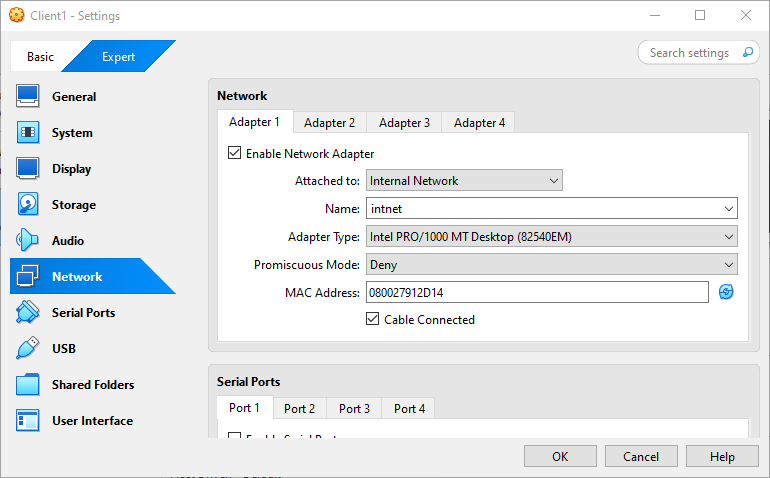 Client1 - Settings
Basic Expert Search settings
General
System
Display
Storage
Audio
Network
Serial Ports
USB
Shared Folders
User Interface
Network
Adapter 1 Adapter 2 Adapter 3 Adapter 4
Enable Network Adapter
Attached to: Internal Network
Name: intnet
Adapter Type: Intel PRO/1000 MT Desktop (82540EM)
Promiscuous Mode: Deny
MAC Address: 080027912D14
Cable Connected
Serial Ports
Port 1 Port 2 Port 3 Port 4
Enable Serial Port
OK Cancel Help